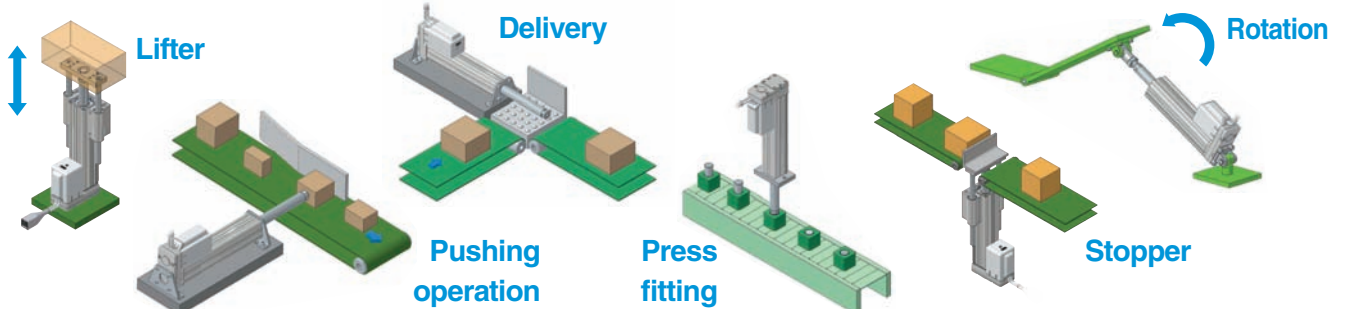 Lifter
Delivery
Rotation
Pushing
operation
Press
fitting
Stopper